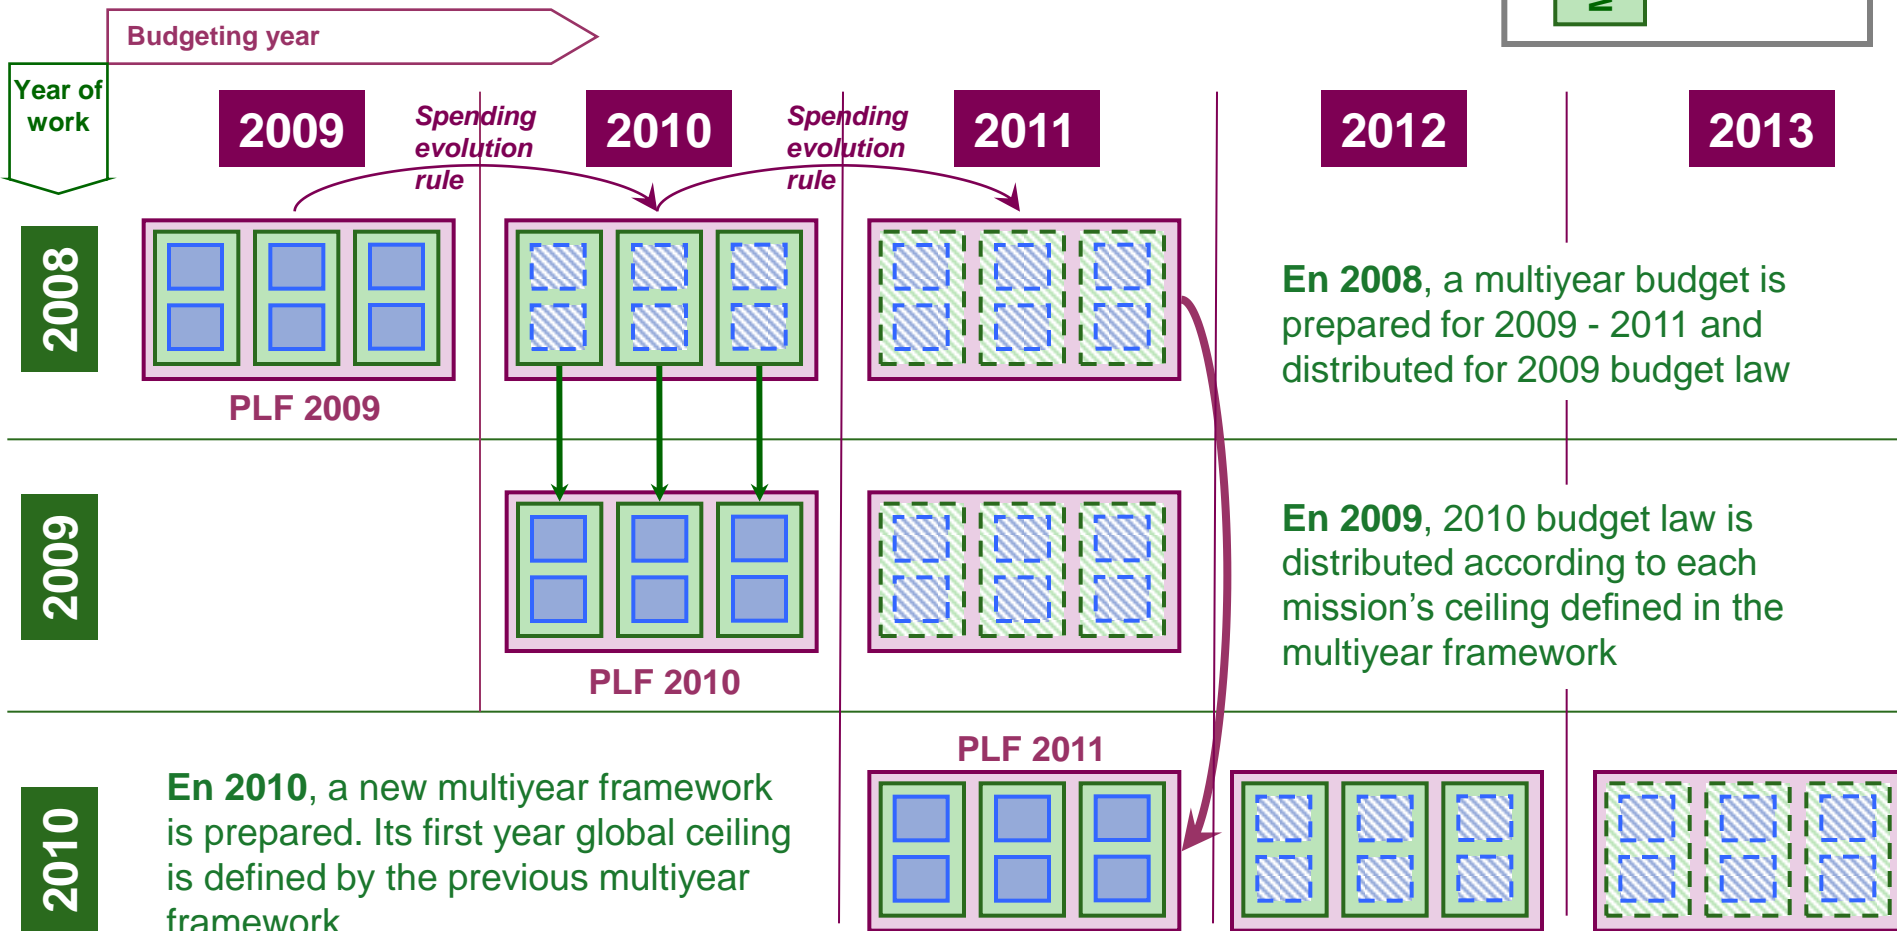 Budgeting year
Year of
work
2009
Spending
evolution
rule
2010
Spending
evolution
rule
2011
2012
2013
2008
PLF 2009
En 2008, a multiyear budget is
prepared for 2009 - 2011 and
distributed for 2009 budget law
2009
PLF 2010
En 2009, 2010 budget law is
distributed according to each
mission's ceiling defined in the
multiyear framework
2010
En 2010, a new multiyear framework
is prepared. Its first year global ceiling
is defined by the previous multiyear
framework
PLF 2011